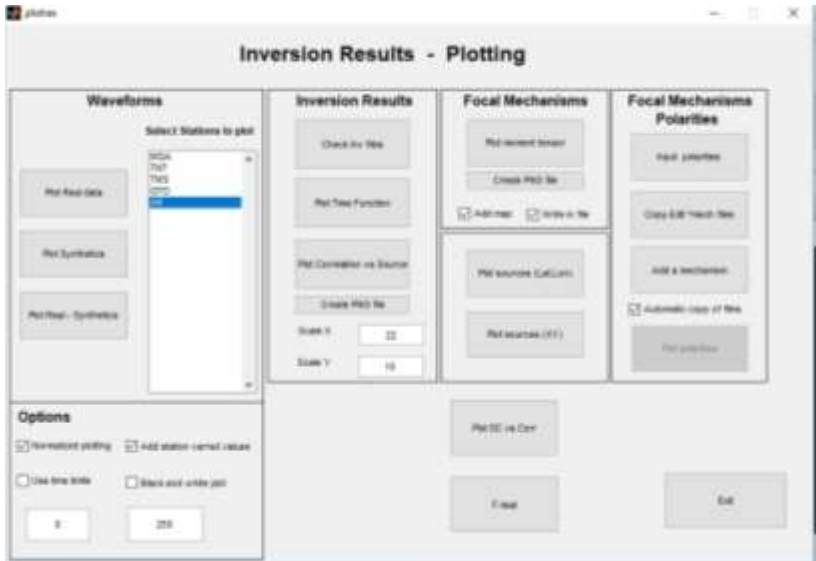 plotres
Inversion Results - Plotting
Waveforms
Select Stations to plot
TNT
Plot Real data
Plot Synthetics
Plot Real - Synthetics
Options
Normalized plotting
Add station correl values
Use time limits
Black and white plot
250
Inversion Results
Check Inv files
Plot Time Function
Plot Correlation vs Source
Create PNG file
Scale X
22
Scale Y
Focal Mechanisms
Plot moment tensor
Create PNG file
Add map
Write in file
Plot sources (Lat,Lon)
Plot sources (XY)
Plot DC vs Corr
F-test
Focal Mechanisms
Polarities
Input polarities
Add a mechanism
Automatic copy of files
Plot polarities
Exit